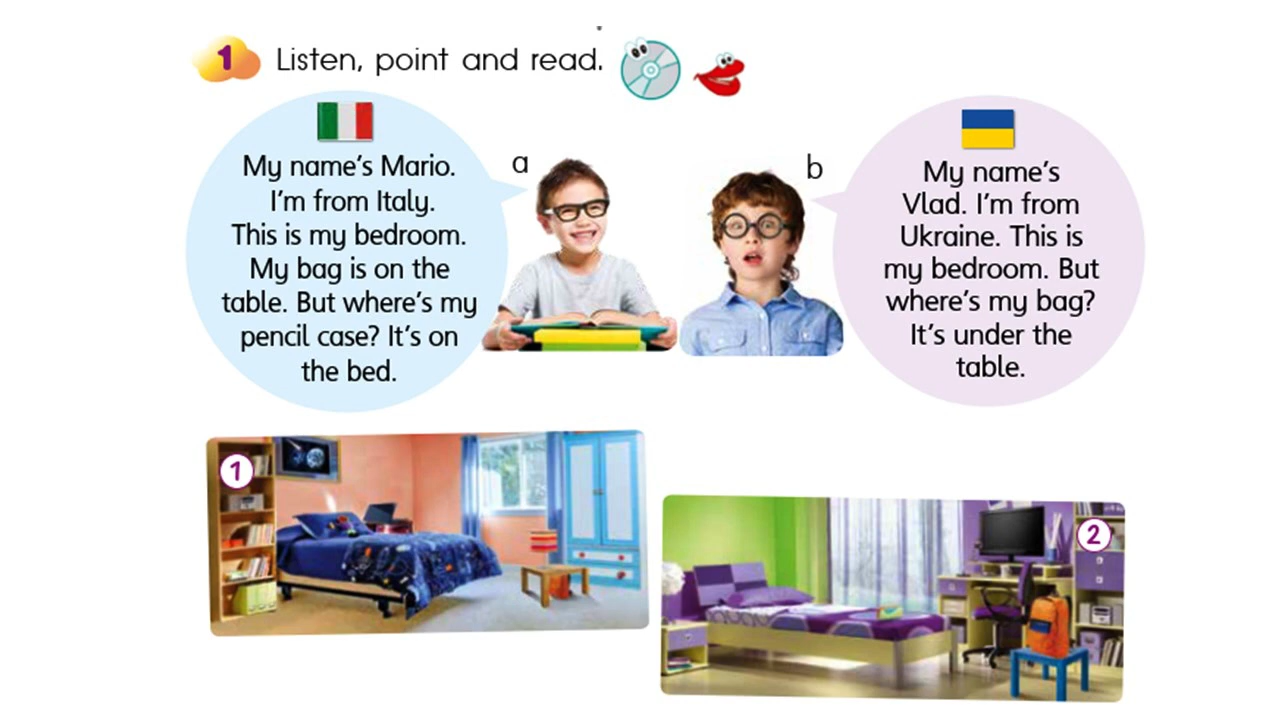 1 Listen, point and read.
a
My name's Mario.
I'm from Italy.
This is my bedroom.
My bag is on the
table. But where's my
pencil case? It's on
the bed.
b
My name's
Vlad. I'm from
Ukraine. This is
my bedroom. But
where's my bag?
It's under the
table.
1
2